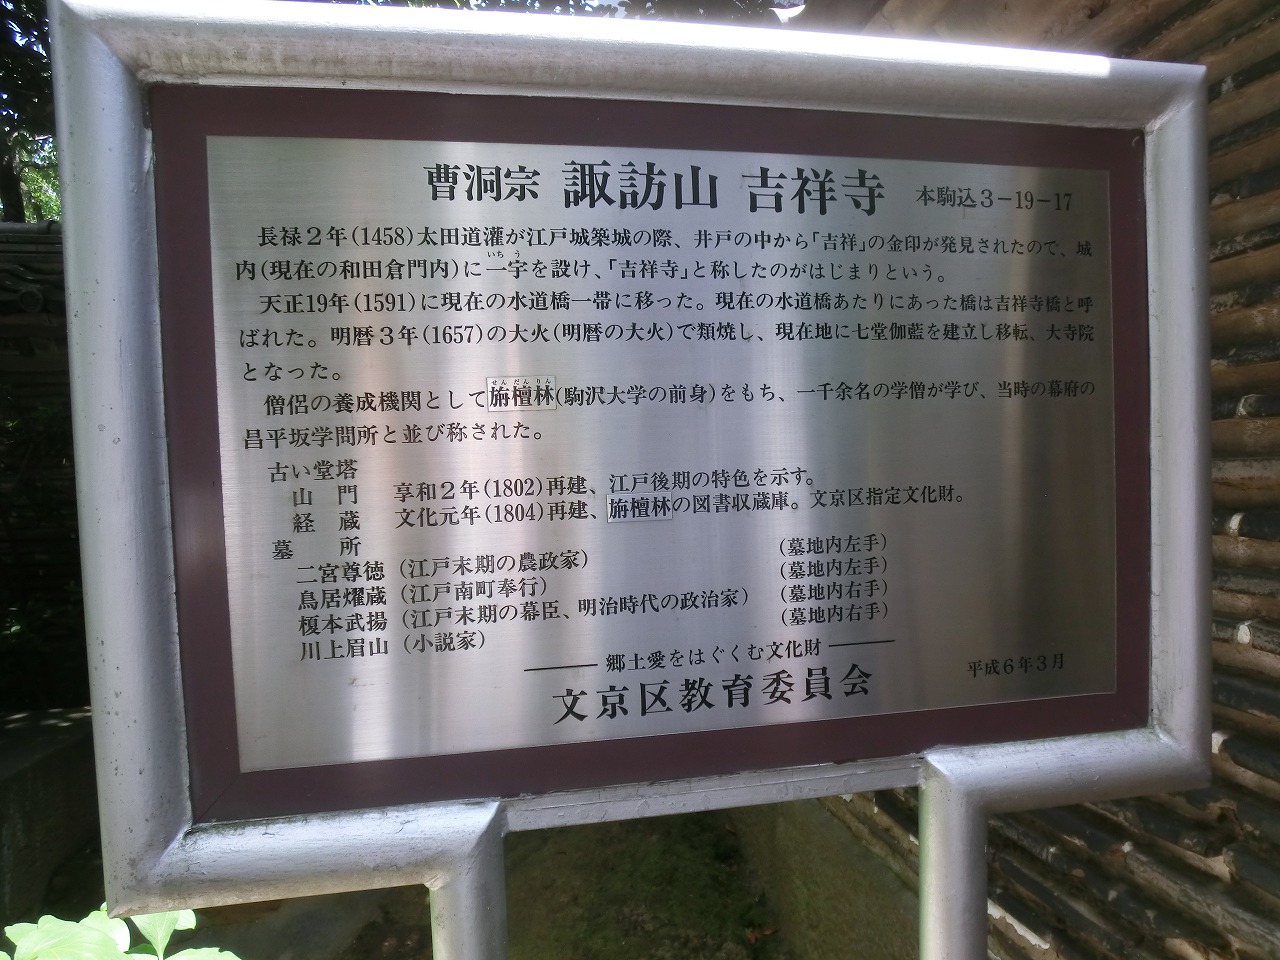 曹洞宗 諏訪山 吉祥寺 本駒込3-19-17
長禄2年(1458)太田道灌が江戸城築城の際、井戸の中から「吉祥」の金印が発見されたので、城
内(現在の和田倉門内)に一宇を設け、「吉祥寺」と称したのがはじまりという。
天正19年(1591)に現在の水道橋一帯に移った。現在の水道橋あたりにあった橋は吉祥寺橋と呼
ばれた。明暦3年(1657)の大火(明暦の大火)で類焼し、現在地に七堂伽藍を建立し移転、大寺院
となった。
僧侶の養成機関として旃檀林(駒沢大学の前身)をもち、一千余名の学僧が学び、当時の幕府の
昌平坂学問所と並び称された。
古い堂塔
山門 享和2年(1802)再建、江戸後期の特色を示す。
経蔵 文化元年(1804)再建、旃檀林の図書収蔵庫。文京区指定文化財。
墓所
二宮尊徳(江戸末期の農政家) (墓地内左手)
鳥居燿蔵(江戸南町奉行) (墓地内左手)
榎本武揚(江戸末期の幕臣、明治時代の政治家) (墓地内右手)
川上眉山(小説家) (墓地内右手)
郷土愛をはぐくむ文化財
文京区教育委員会 平成6年3月